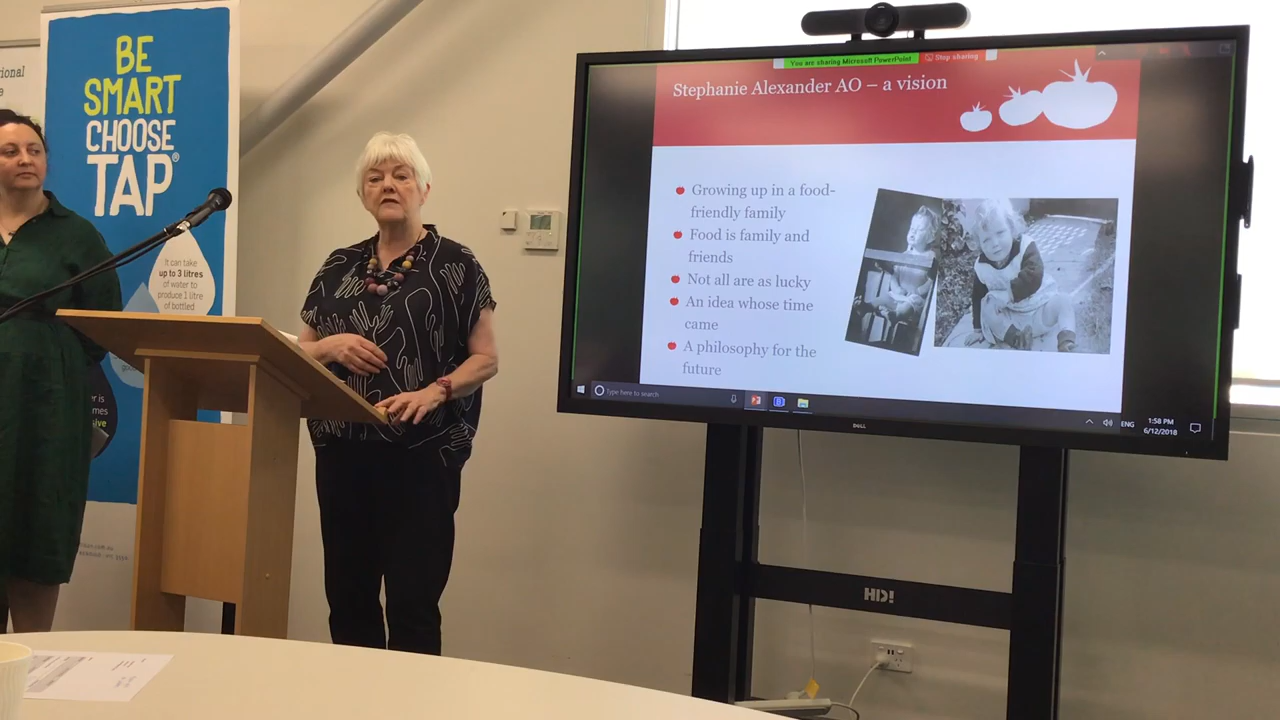 ional
e
BE
SMART
CHOOSE
TAP®
It can take
up to 3 litres
of water to
produce 1 litre
of bottled
You are sharing Microsoft PowerPoint
Stop sharing
Stephanie Alexander AO – a vision
Growing up in a food-
friendly family
Food is family and
friends
Not all are as lucky
An idea whose time
came
A philosophy for the
future
Type here to search
ENG
1:58 PM
6/12/2018
DELL
HD!